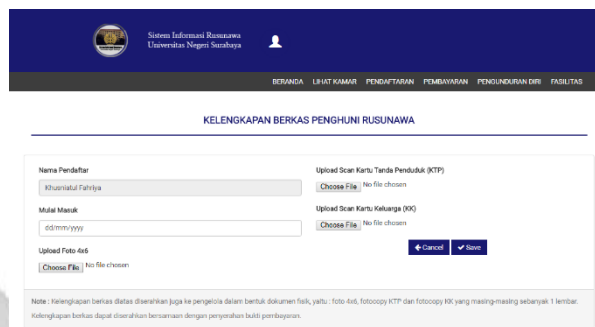 Sistem Informasi Rusunawa
Universitas Negeri Surabaya
BERANDA LIHAT KAMAR PENDAFTARAN PEMBAYARAN PENGUNDURAN DIRI FASILITAS
KELENGKAPAN BERKAS PENGHUNI RUSUNAWA
Nama Pendaftar
Khusniatul Fahriya
Mulai Masuk
dd/mm/yyyy
Upload Foto 4x6
Choose File No file chosen
Upload Scan Kartu Tanda Penduduk (KTP)
Choose File No file chosen
Upload Scan Kartu Keluarga (KK)
Choose File No file chosen
Cancel Save
Note : Kelengkapan berkas diatas diserahkan juga ke pengelola dalam bentuk dokumen fisik, yaitu : foto 4x6, fotocopy KTP dan fotocopy KK yang masing-masing sebanyak 1 lembar.
Kelengkapan berkas dapat diserahkan bersamaan dengan penyerahan bukti pembayaran.